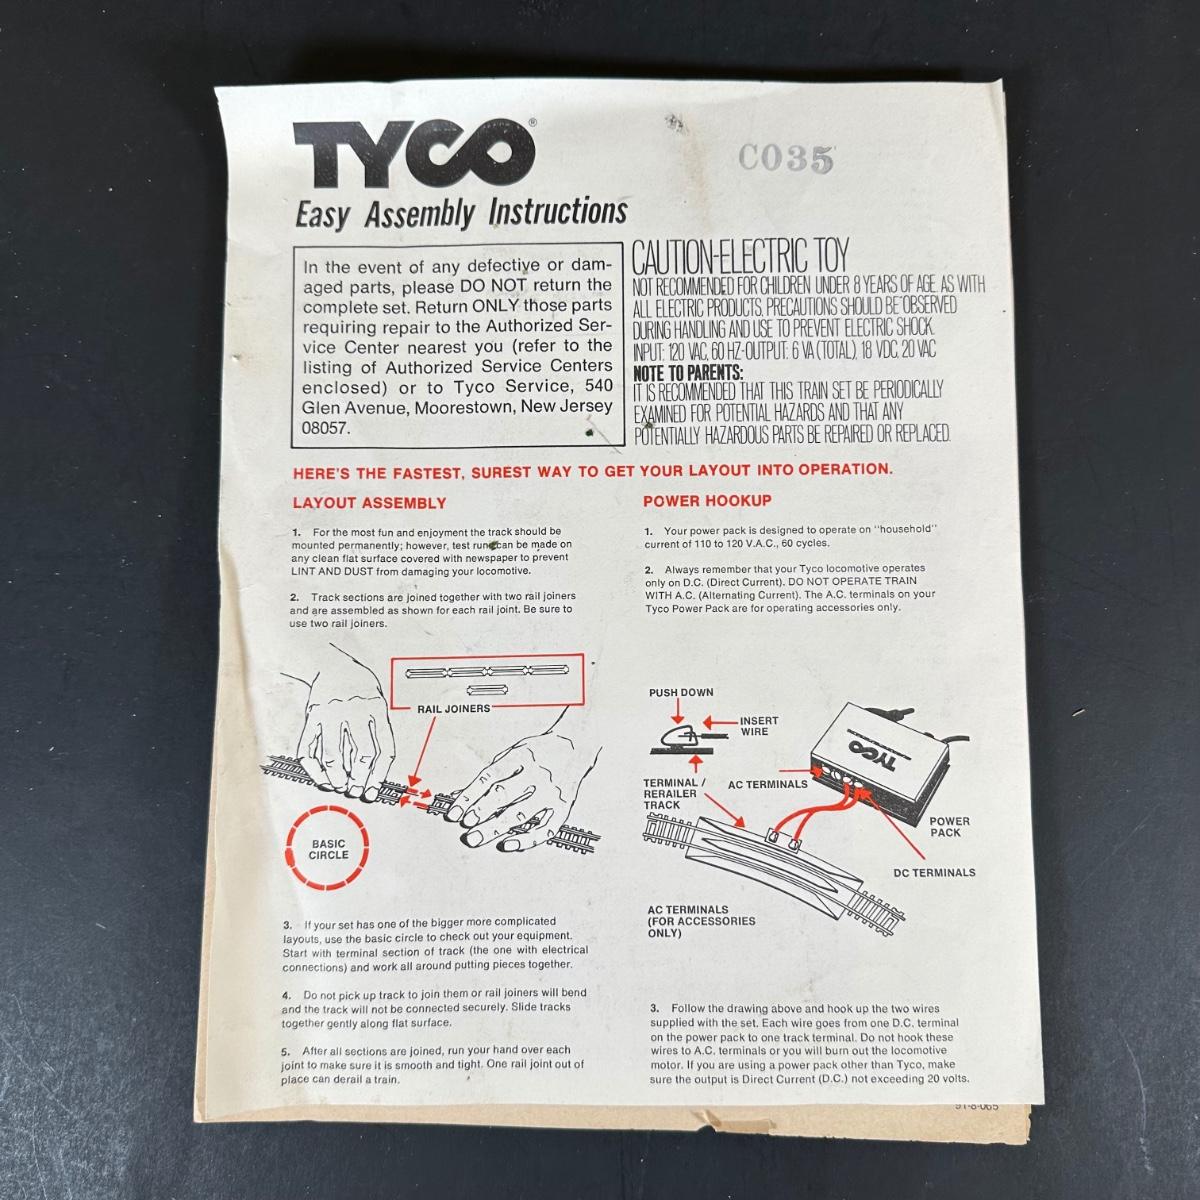 TYCO®
C035
Easy Assembly Instructions
In the event of any defective or dam-
aged parts, please DO NOT return the
complete set. Return ONLY those parts
requiring repair to the Authorized Ser-
vice Center nearest you (refer to the
listing of Authorized Service Centers
enclosed) or to Tyco Service, 540
Glen Avenue, Moorestown, New Jersey
08057.
CAUTION-ELECTRIC TOY
NOT RECOMMENDED FOR CHILDREN UNDER 8 YEARS OF AGE. AS WITH
ALL ELECTRIC PRODUCTS, PRECAUTIONS SHOULD BE OBSERVED
DURING HANDLING AND USE TO PREVENT ELECTRIC SHOCK.
INPUT: 120 VAC, 60 HZ-OUTPUT: 6 VA (TOTAL), 18 VDC, 20 VAC
NOTE TO PARENTS:
IT IS RECOMMENDED THAT THIS TRAIN SET BE PERIODICALLY
EXAMINED FOR POTENTIAL HAZARDS AND THAT ANY
POTENTIALLY HAZARDOUS PARTS BE REPAIRED OR REPLACED.
HERE'S THE FASTEST, SUREST WAY TO GET YOUR LAYOUT INTO OPERATION.
LAYOUT ASSEMBLY
1. For the most fun and enjoyment the track should be
mounted permanently; however, test runs can be made on
any clean flat surface covered with newspaper to prevent
LINT AND DUST from damaging your locomotive.
2. Track sections are joined together with two rail joiners
and are assembled as shown for each rail joint. Be sure to
use two rail joiners.
RAIL JOINERS
BASIC
CIRCLE
3. If your set has one of the bigger more complicated
layouts, use the basic circle to check out your equipment.
Start with terminal section of track (the one with electrical
connections) and work all around putting pieces together.
4. Do not pick up track to join them or rail joiners will bend
and the track will not be connected securely. Slide tracks
together gently along flat surface.
5. After all sections are joined, run your hand over each
joint to make sure it is smooth and tight. One rail joint out of
place can derail a train.
POWER HOOKUP
1. Your power pack is designed to operate on "household"
current of 110 to 120 V.A.C., 60 cycles.
2. Always remember that your Tyco locomotive operates
only on D.C. (Direct Current). DO NOT OPERATE TRAIN
WITH A.C. (Alternating Current). The A.C. terminals on your
Tyco Power Pack are for operating accessories only.
PUSH DOWN
INSERT
WIRE
TERMINAL /
RERAILER
TRACK
AC TERMINALS
TYCO
POWER
PACK
DC TERMINALS
AC TERMINALS
(FOR ACCESSORIES
ONLY)
3. Follow the drawing above and hook up the two wires
supplied with the set. Each wire goes from one D.C. terminal
on the power pack to one track terminal. Do not hook these
wires to A.C. terminals or you will burn out the locomotive
motor. If you are using a power pack other than Tyco, make
sure the output is Direct Current (D.C.) not exceeding 20 volts.